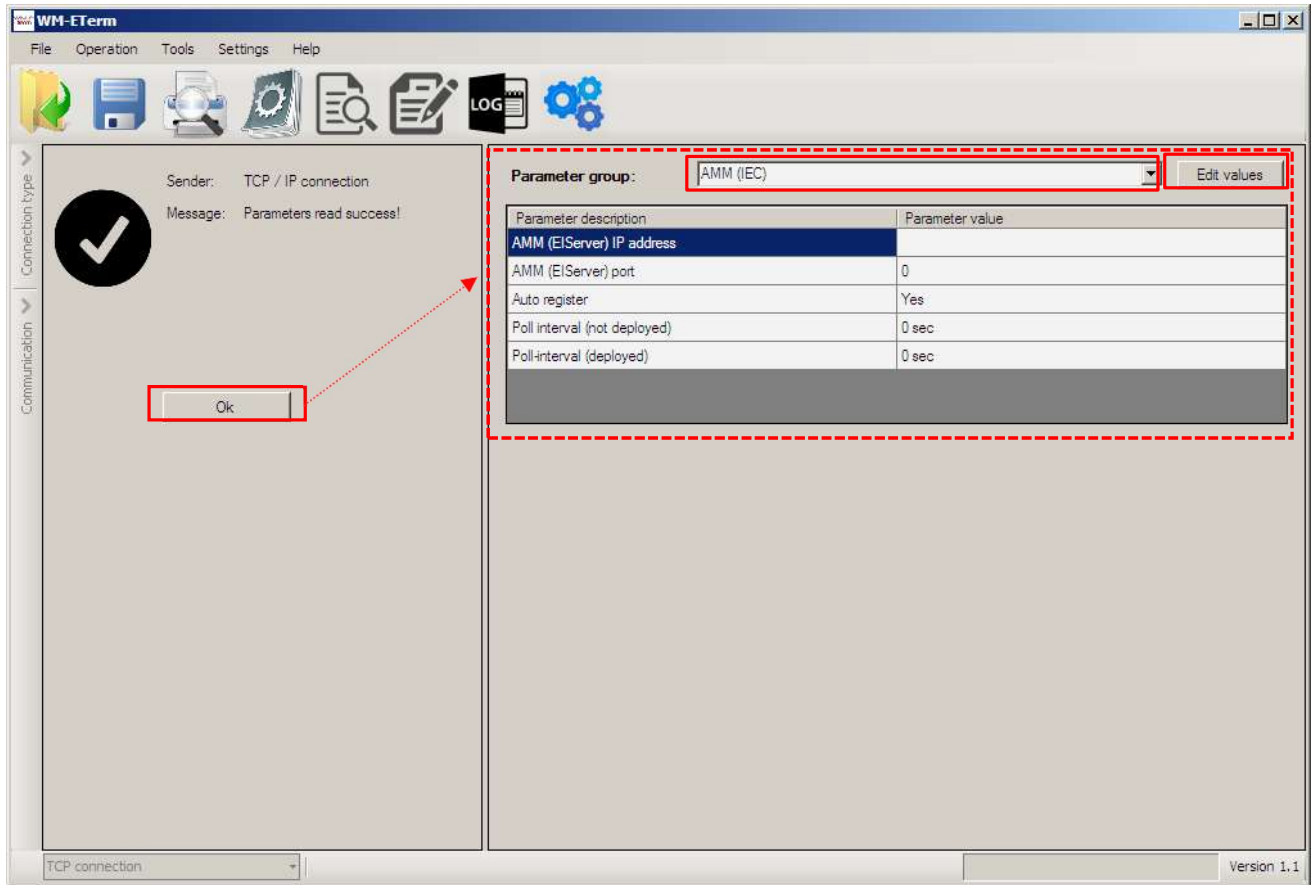 WM-ETerm
File Operation Tools Settings Help
LOG
Connection type
Communication
Sender: TCP / IP connection
Message: Parameters read success!
Ok
Parameter group: AMM (IEC) Edit values
Parameter description Parameter value
AMM (EIServer) IP address
AMM (EIServer) port 0
Auto register Yes
Poll interval (not deployed) 0 sec
Poll-interval (deployed) 0 sec
TCP connection
Version 1.1